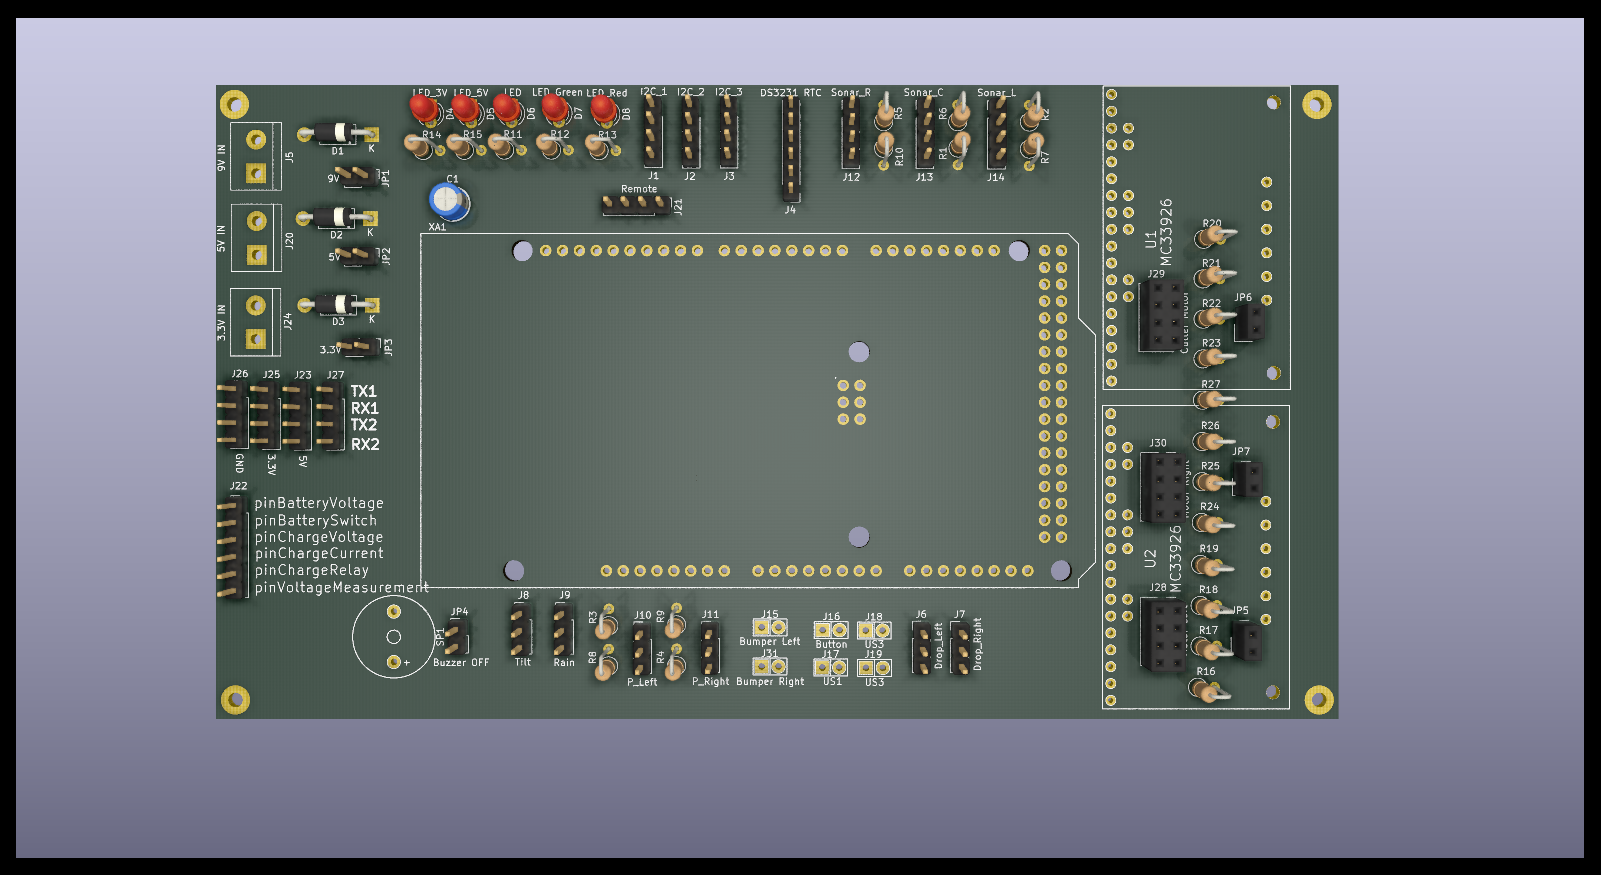 LED_3V LED_5V LED LED_Green LED_Red I2C_1 I2C_2 I2C_3 DS3231 RTC Sonar_R Sonar_C Sonar_L
D4 D5 D6 D7 D8
R14 R15 R11 R12 R13
R5 R6 R2
R10 R1 R7
J1 J2 J3 J4 J12 J13 J14
9V IN
J5
D1
K
9V
JP1
5V IN
J20
D2
K
5V
JP2
3.3V IN
J24
D3
K
3.3V
JP3
C1
XA1
Remote
J21
J26 J25 J23 J27
TX1
RX1
TX2
RX2
GND 3.3V 5V
J22
pinBatteryVoltage
pinBatterySwitch
pinChargeVoltage
pinChargeCurrent
pinChargeRelay
pinVoltageMeasurement
SP1
+
JP4
Buzzer OFF
J8
Tilt
J9
Rain
R3
R8
J10
P_Left
R9
R4
J11
P_Right
J15
Bumper Left
J31
Bumper Right
J16
Button
J17
US1
J18
US3
J19
US3
J6
Drop_Left
J7
Drop_Right
U1
MC33926
J29
Cutter Motor
R20
R21
R22
R23
JP6
R27
R26
R25
R24
R19
R18
R17
R16
J30
Right
JP7
U2
MC33926
J28
JP5